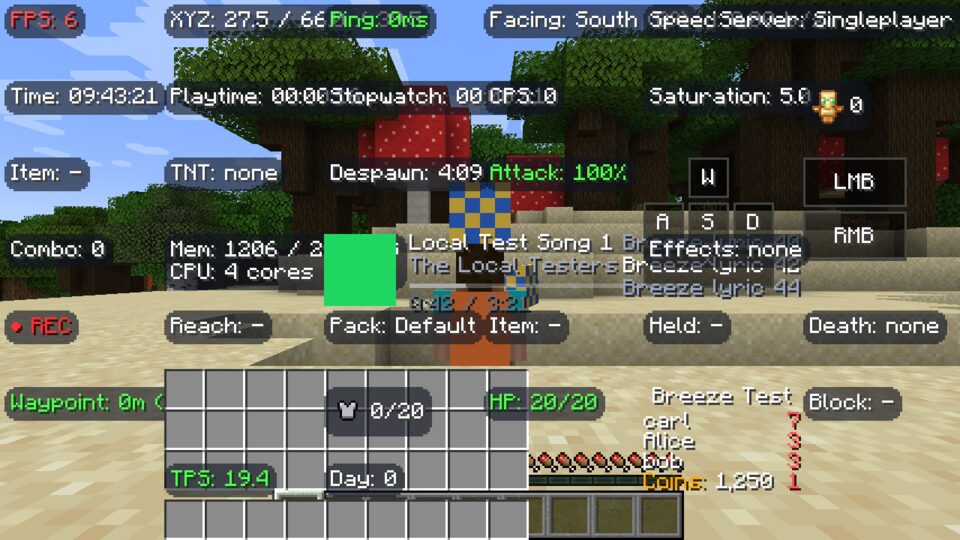 FPS: 6
XYZ: 27.5 / 66
Ping: 0ms
Facing: South
Speed
Server: Singleplayer
Time: 09:43:21
Playtime: 00:00
Stopwatch: 00
CPS:
Saturation: 5.0
0
Item: -
TNT: none
Despawn: 4:09
Attack: 100%
W
LMB
A S D
RMB
Combo: 0
Mem: 1206 /
CPU: 4 cores
Local Test Song 1
The Local Testers
0:42 / 3:21
Effects: none
Breeze lyric 42
Breeze lyric 44
REC
Reach: -
Pack: Default
Item: -
Held: -
Death: none
Waypoint: 0m (
0/20
HP: 20/20
Breeze Test
carl 7
Alice 3
bob 3
Coins: 1,250 1
Block: -
TPS: 19.4
Day: 0